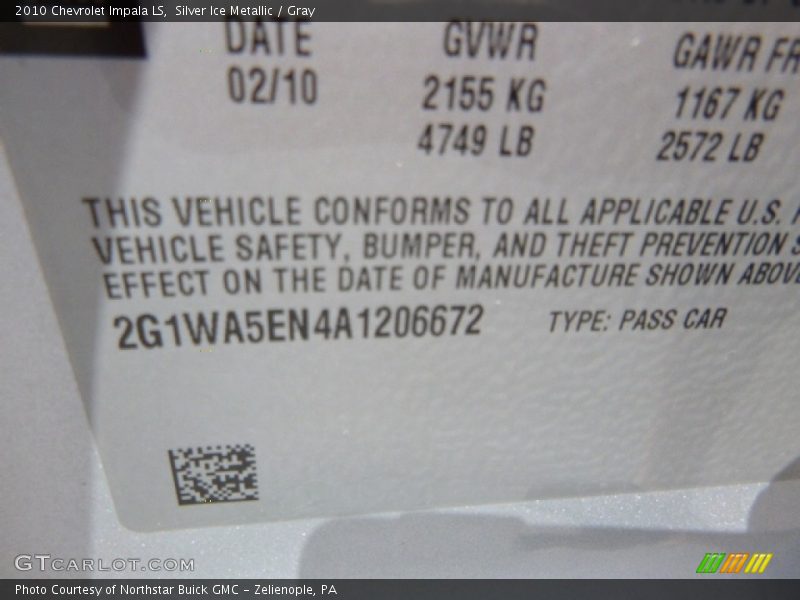 2010 Chevrolet Impala LS, Silver Ice Metallic / Gray
DATE GVWR GAWR FR
02/10 2155 KG 1167 KG
4749 LB 2572 LB
THIS VEHICLE CONFORMS TO ALL APPLICABLE U.S.
VEHICLE SAFETY, BUMPER, AND THEFT PREVENTION
EFFECT ON THE DATE OF MANUFACTURE SHOWN ABOVE
2G1WA5EN4A1206672 TYPE: PASS CAR
GTCARLOT.COM
Photo Courtesy of Northstar Buick GMC – Zelienople, PA